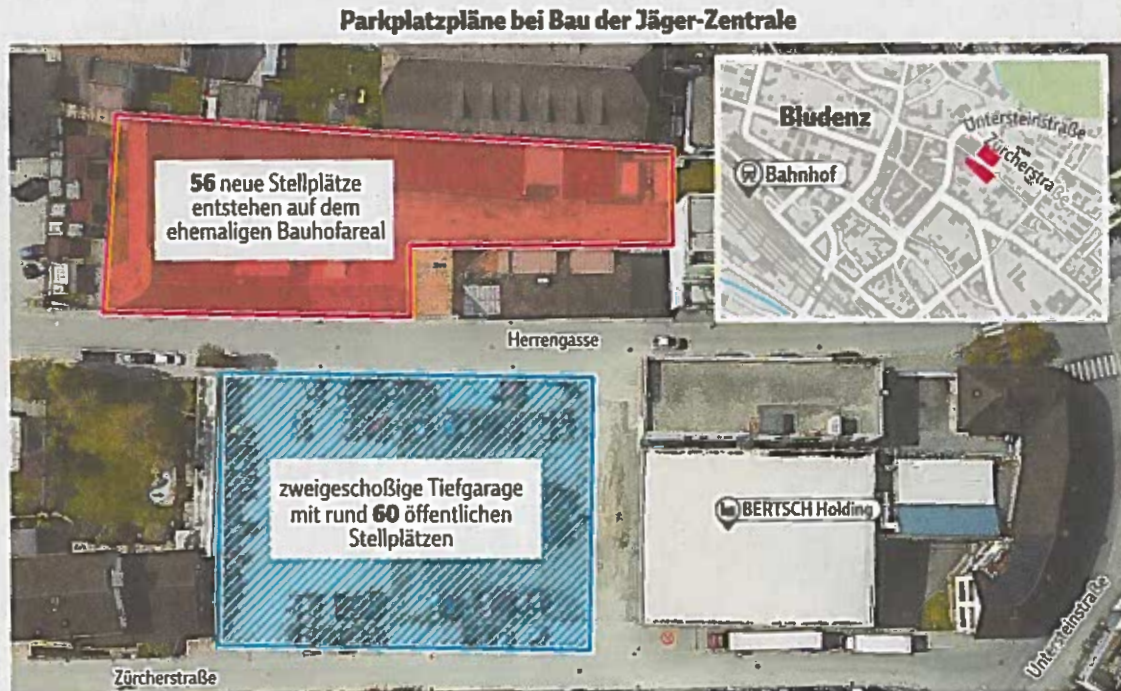 Parkplatzpläne bei Bau der Jäger-Zentrale
56 neue Stellplätze
entstehen auf dem
ehemaligen Bauhofareal
Bludenz
Untersteinstraße
Zürcherstraße
Bahnhof
Herrengasse
zweigeschoßige Tiefgarage
mit rund 60 öffentlichen
Stellplätzen
BERTSCH Holding
Untersteinstraße
Zürcherstraße